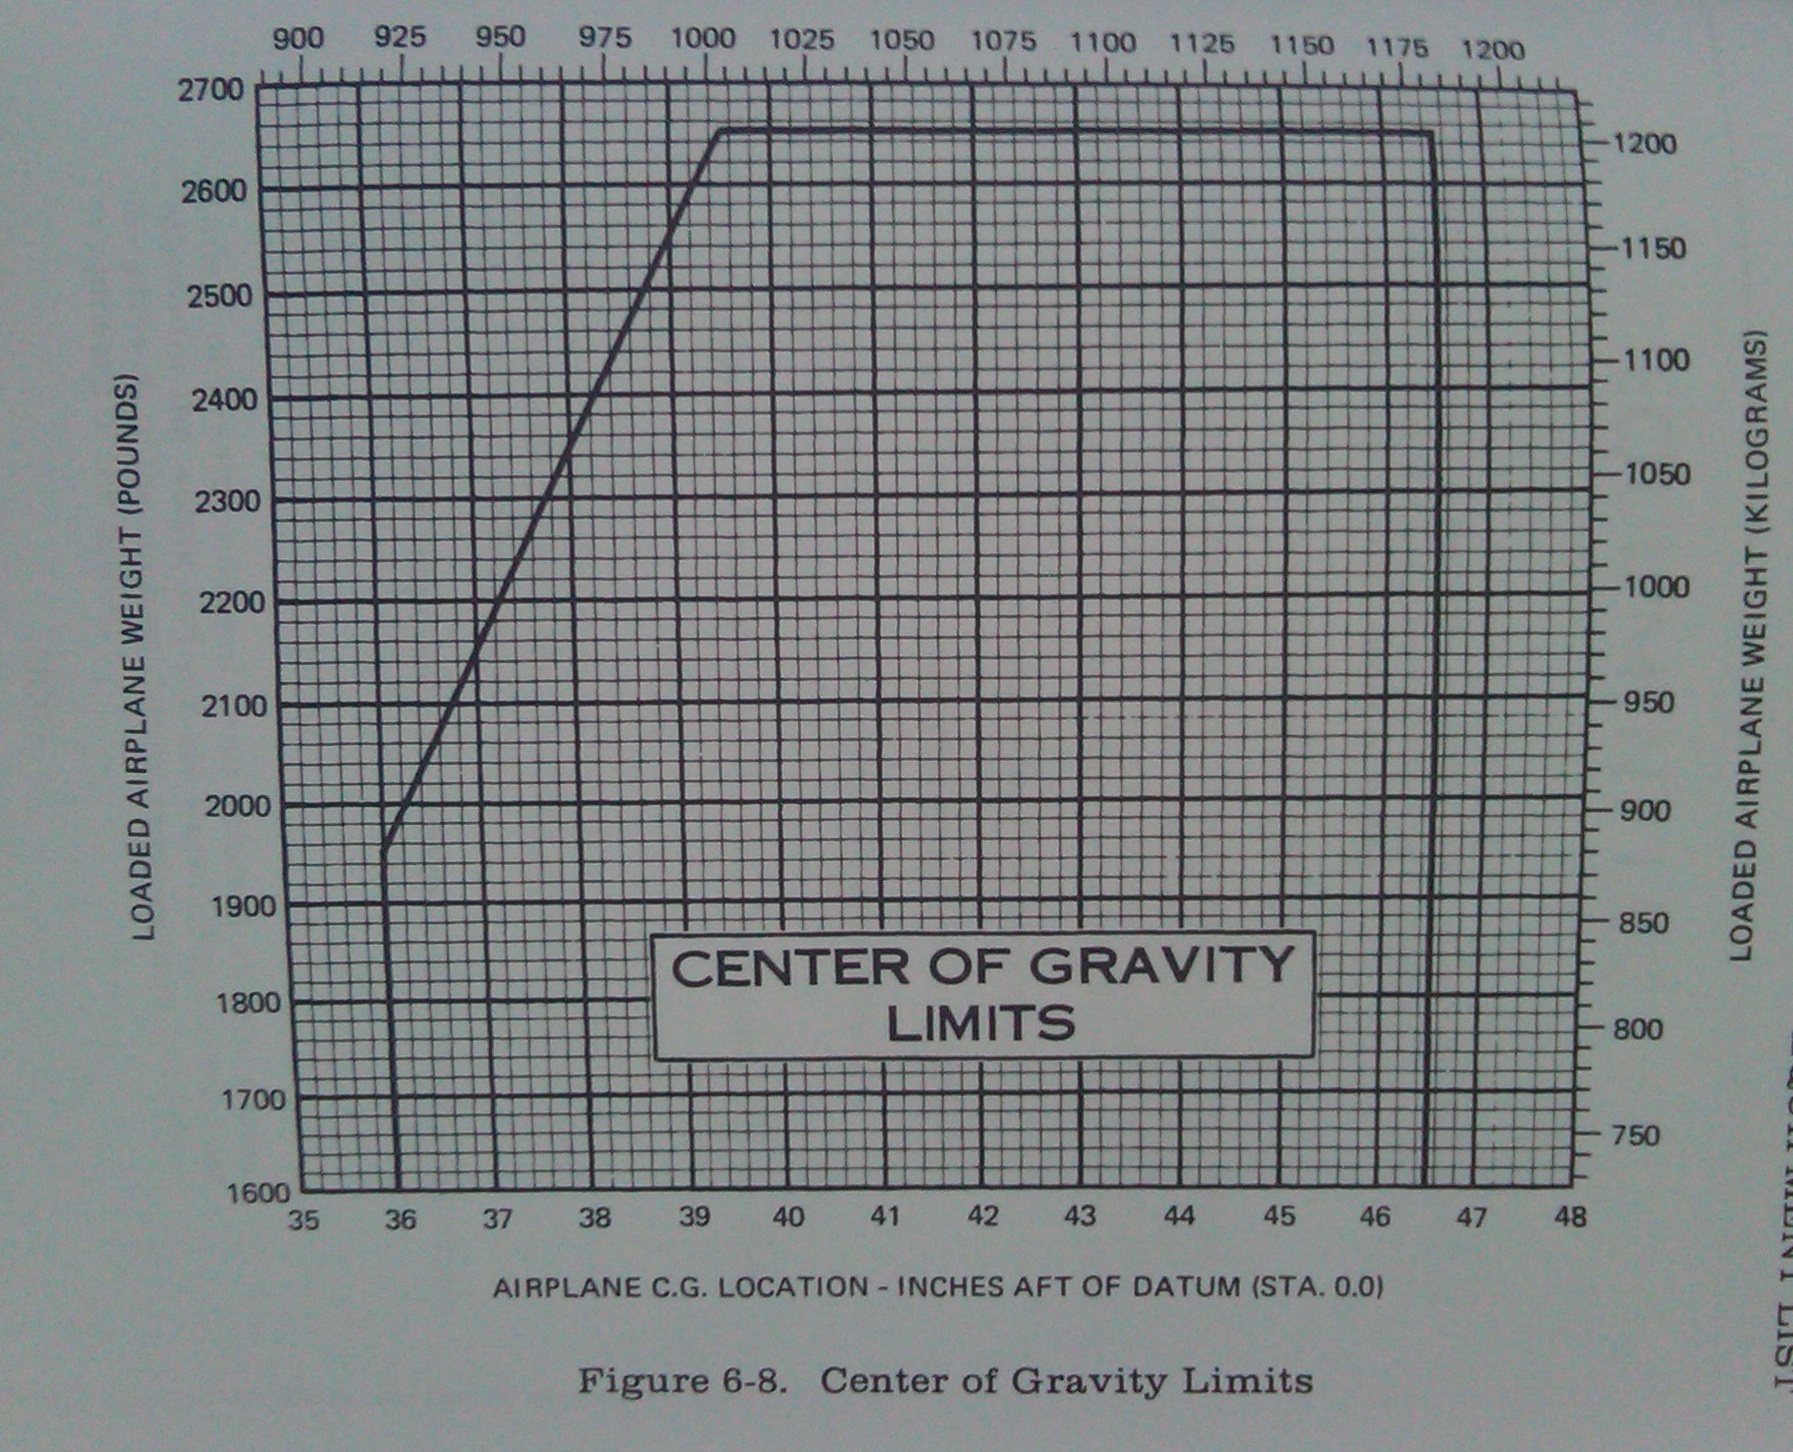 900 925 950 975 1000 1025 1050 1075 1100 1125 1150 1175 1200
2700
2600
2500
2400
2300
2200
2100
2000
1900
1800
1700
1600
LOADED AIRPLANE WEIGHT (POUNDS)
1200
1150
1100
1050
1000
950
900
850
800
750
LOADED AIRPLANE WEIGHT (KILOGRAMS)
CENTER OF GRAVITY
LIMITS
35 36 37 38 39 40 41 42 43 44 45 46 47 48
AIRPLANE C.G. LOCATION - INCHES AFT OF DATUM (STA. 0.0)
Figure 6-8. Center of Gravity Limits
LIST